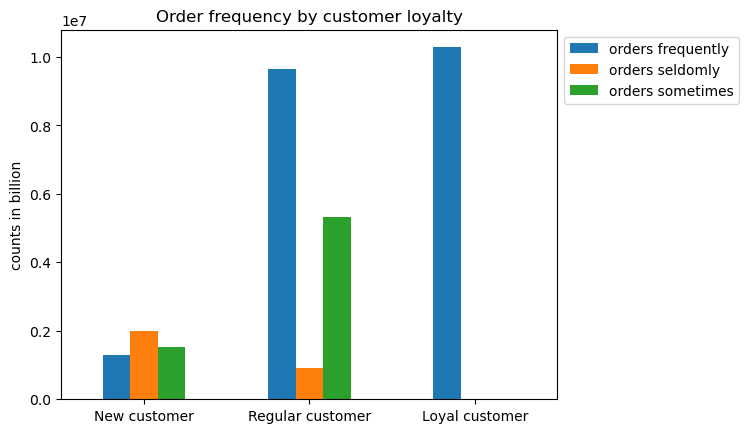 Order frequency by customer loyalty
1e7
1.0
0.8
0.6
0.4
0.2
0.0
counts in billion
New customer
Regular customer
Loyal customer
orders frequently
orders seldomly
orders sometimes